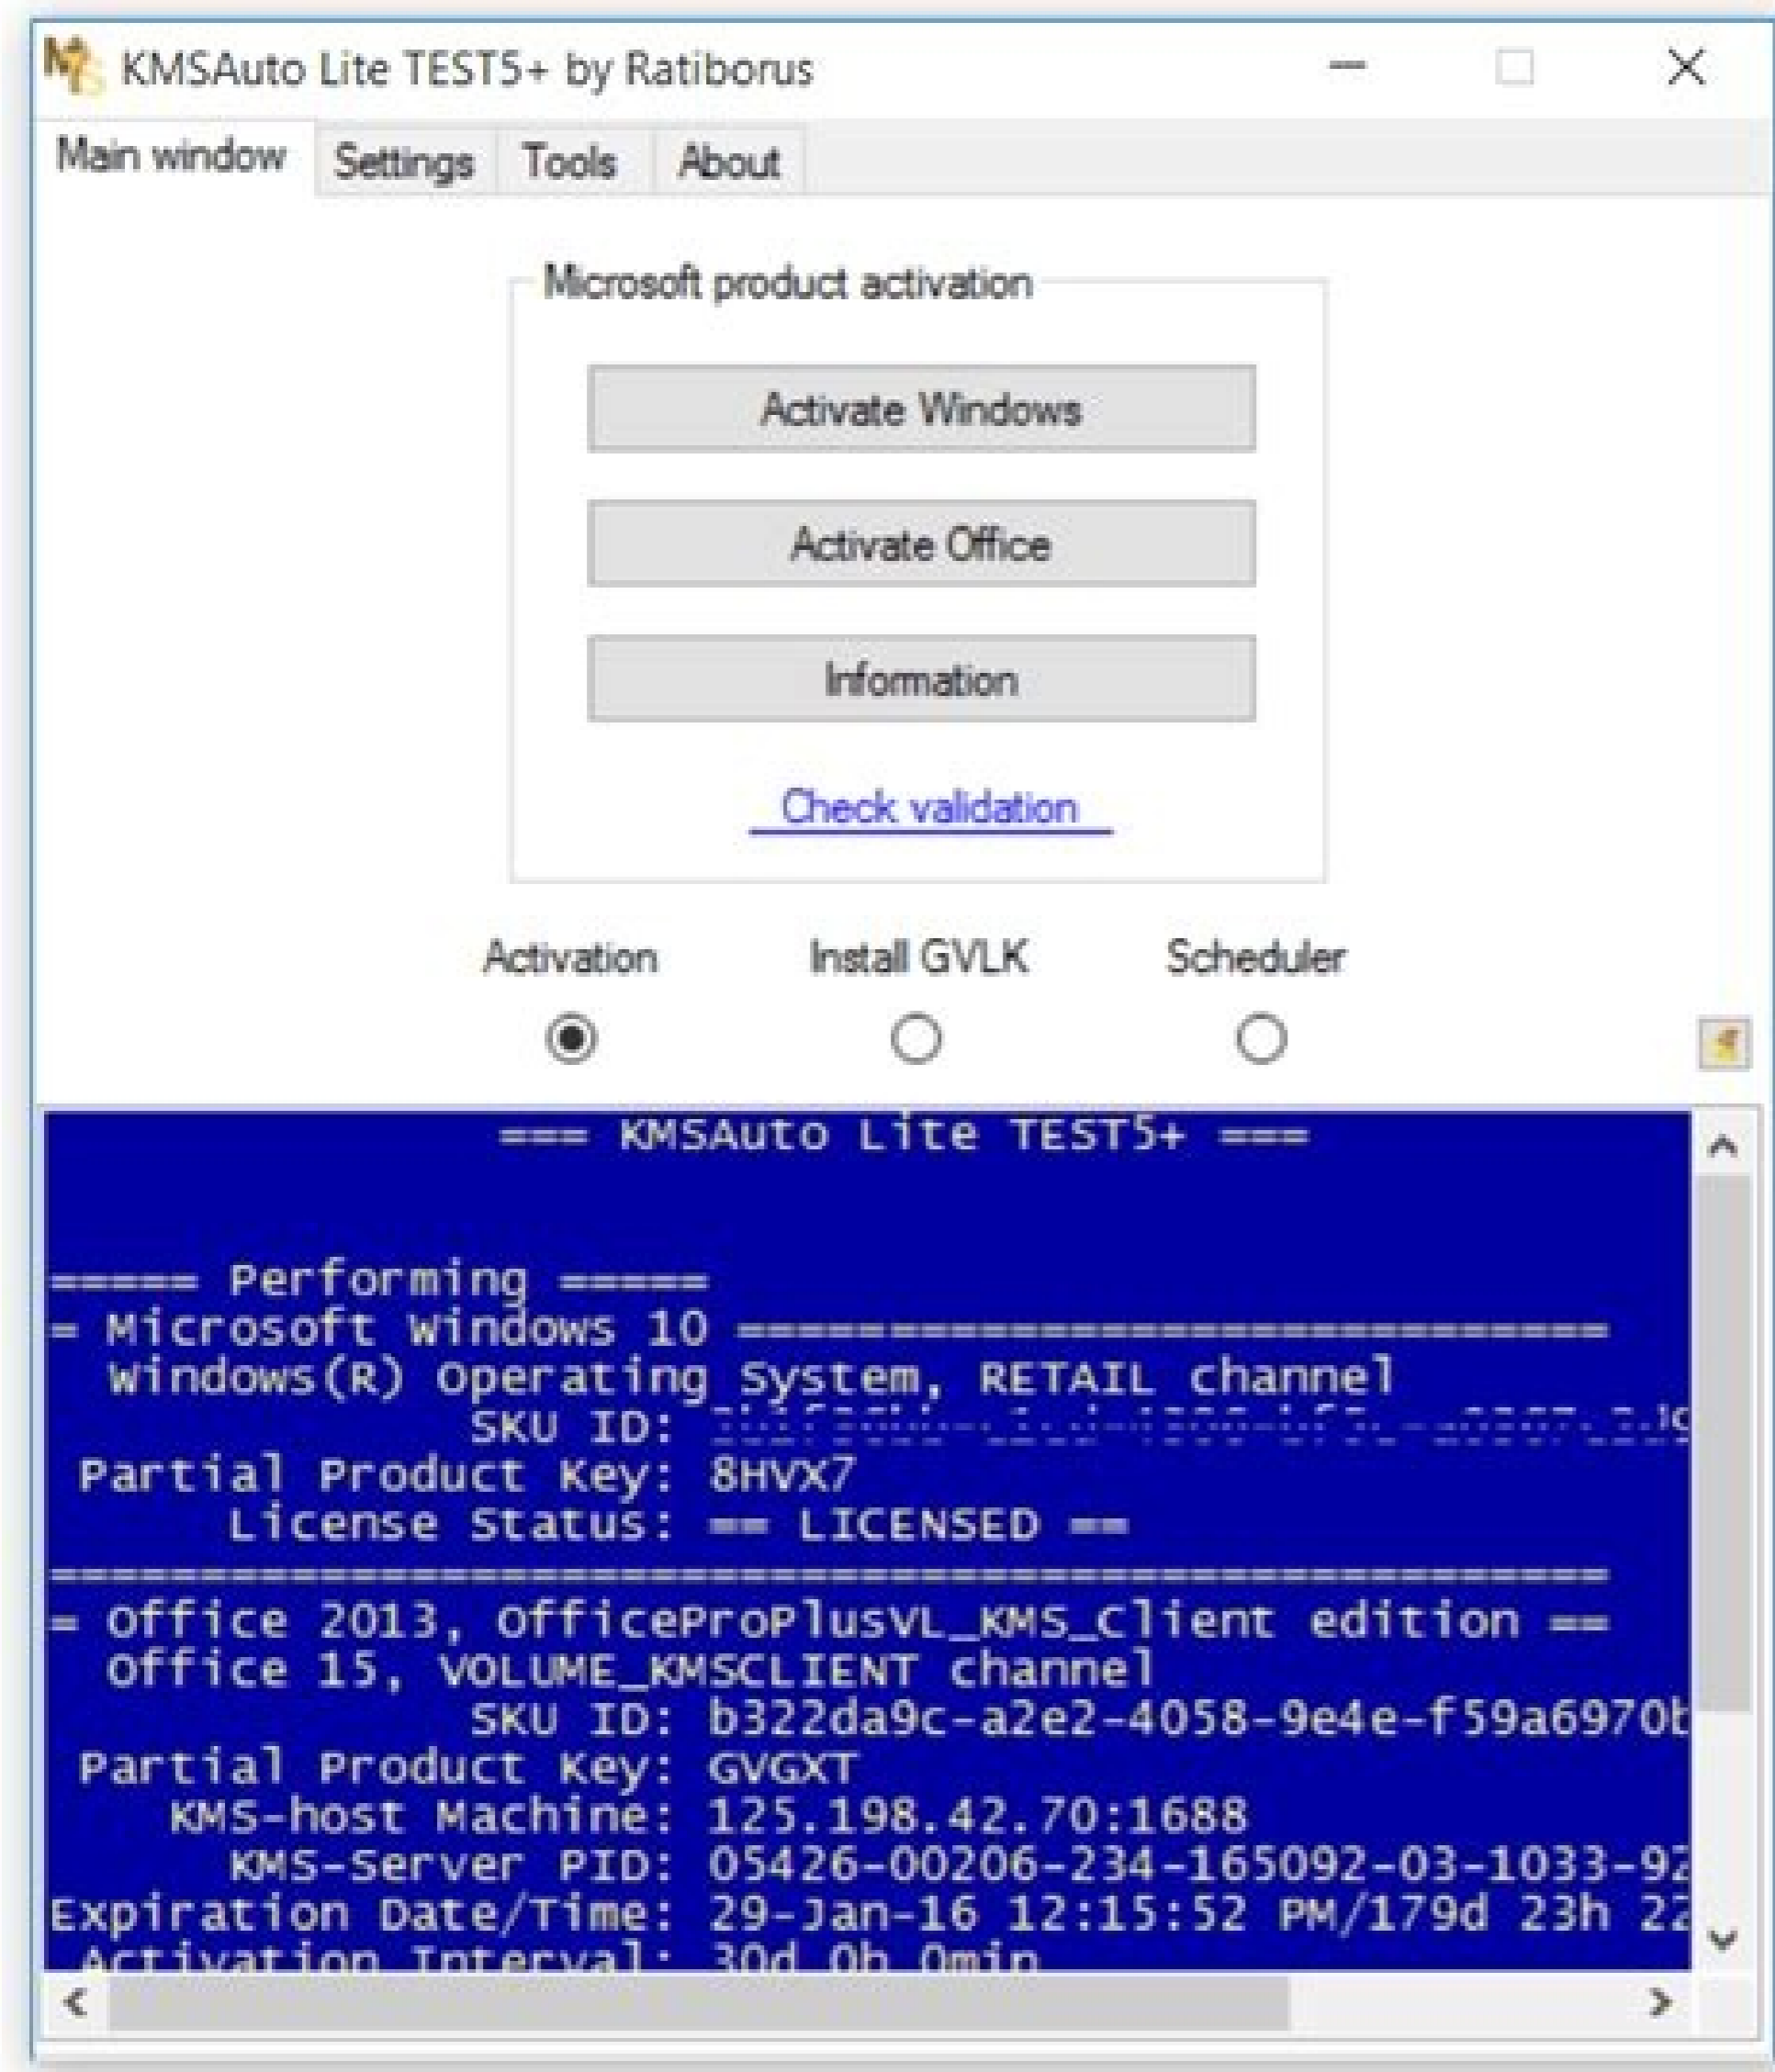 KMSAuto Lite TEST5+ by Ratiborus
Main window Settings Tools About
Microsoft product activation
Activate Windows
Activate Office
Information
Check validation
Activation Install GVLK Scheduler
=== KMSAuto Lite TEST5+ ===
===== Performing =====
= Microsoft Windows 10 =============================
Windows(R) Operating System, RETAIL channel
SKU ID:
Partial Product Key: 8HVX7
License Status: == LICENSED ==
====================================================
= Office 2013, OfficeProPlusVL_KMS_Client edition ==
Office 15, VOLUME_KMSCLIENT channel
SKU ID: b322da9c-a2e2-4058-9e4e-f59a6970b
Partial Product Key: GVGXT
KMS-host Machine: 125.198.42.70:1688
KMS-Server PID: 05426-00206-234-165092-03-1033-92
Expiration Date/Time: 29-Jan-16 12:15:52 PM/179d 23h 22
Activation Interval: 30d 0h 0min